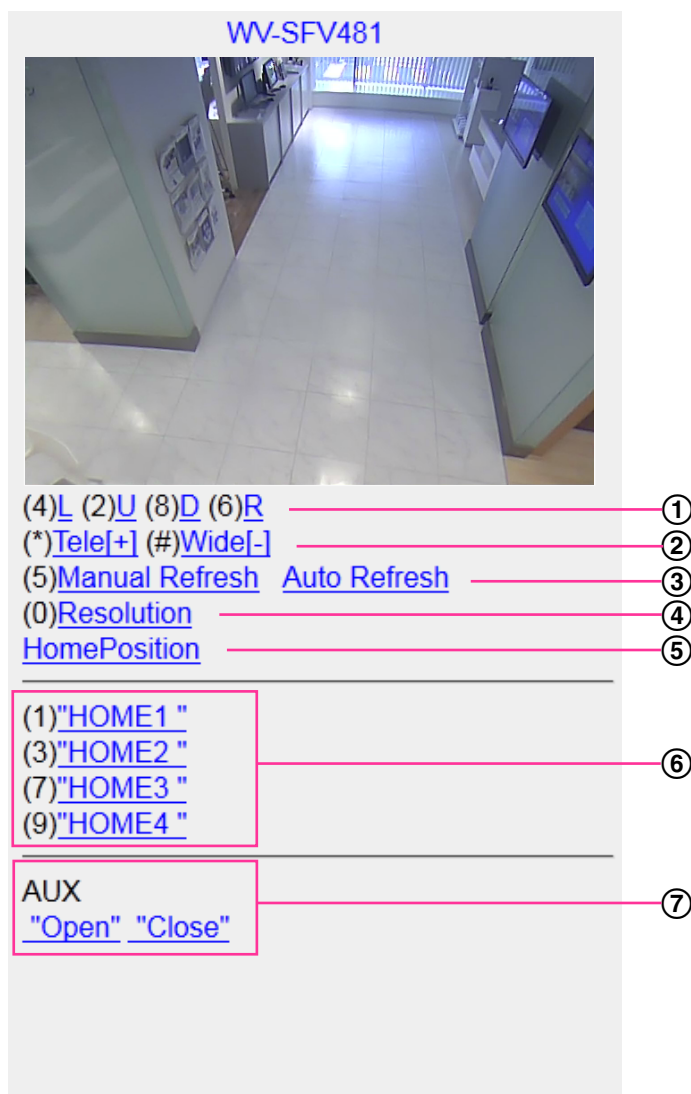 WV-SFV481
(4)L (2)U (8)D (6)R ①
(*)Tele[+] (#)Wide[-] ②
(5)Manual Refresh Auto Refresh ③
(0)Resolution ④
HomePosition ⑤
(1)"HOME1 "
(3)"HOME2 "
(7)"HOME3 "
(9)"HOME4 "
⑥
AUX
"Open" "Close"
⑦